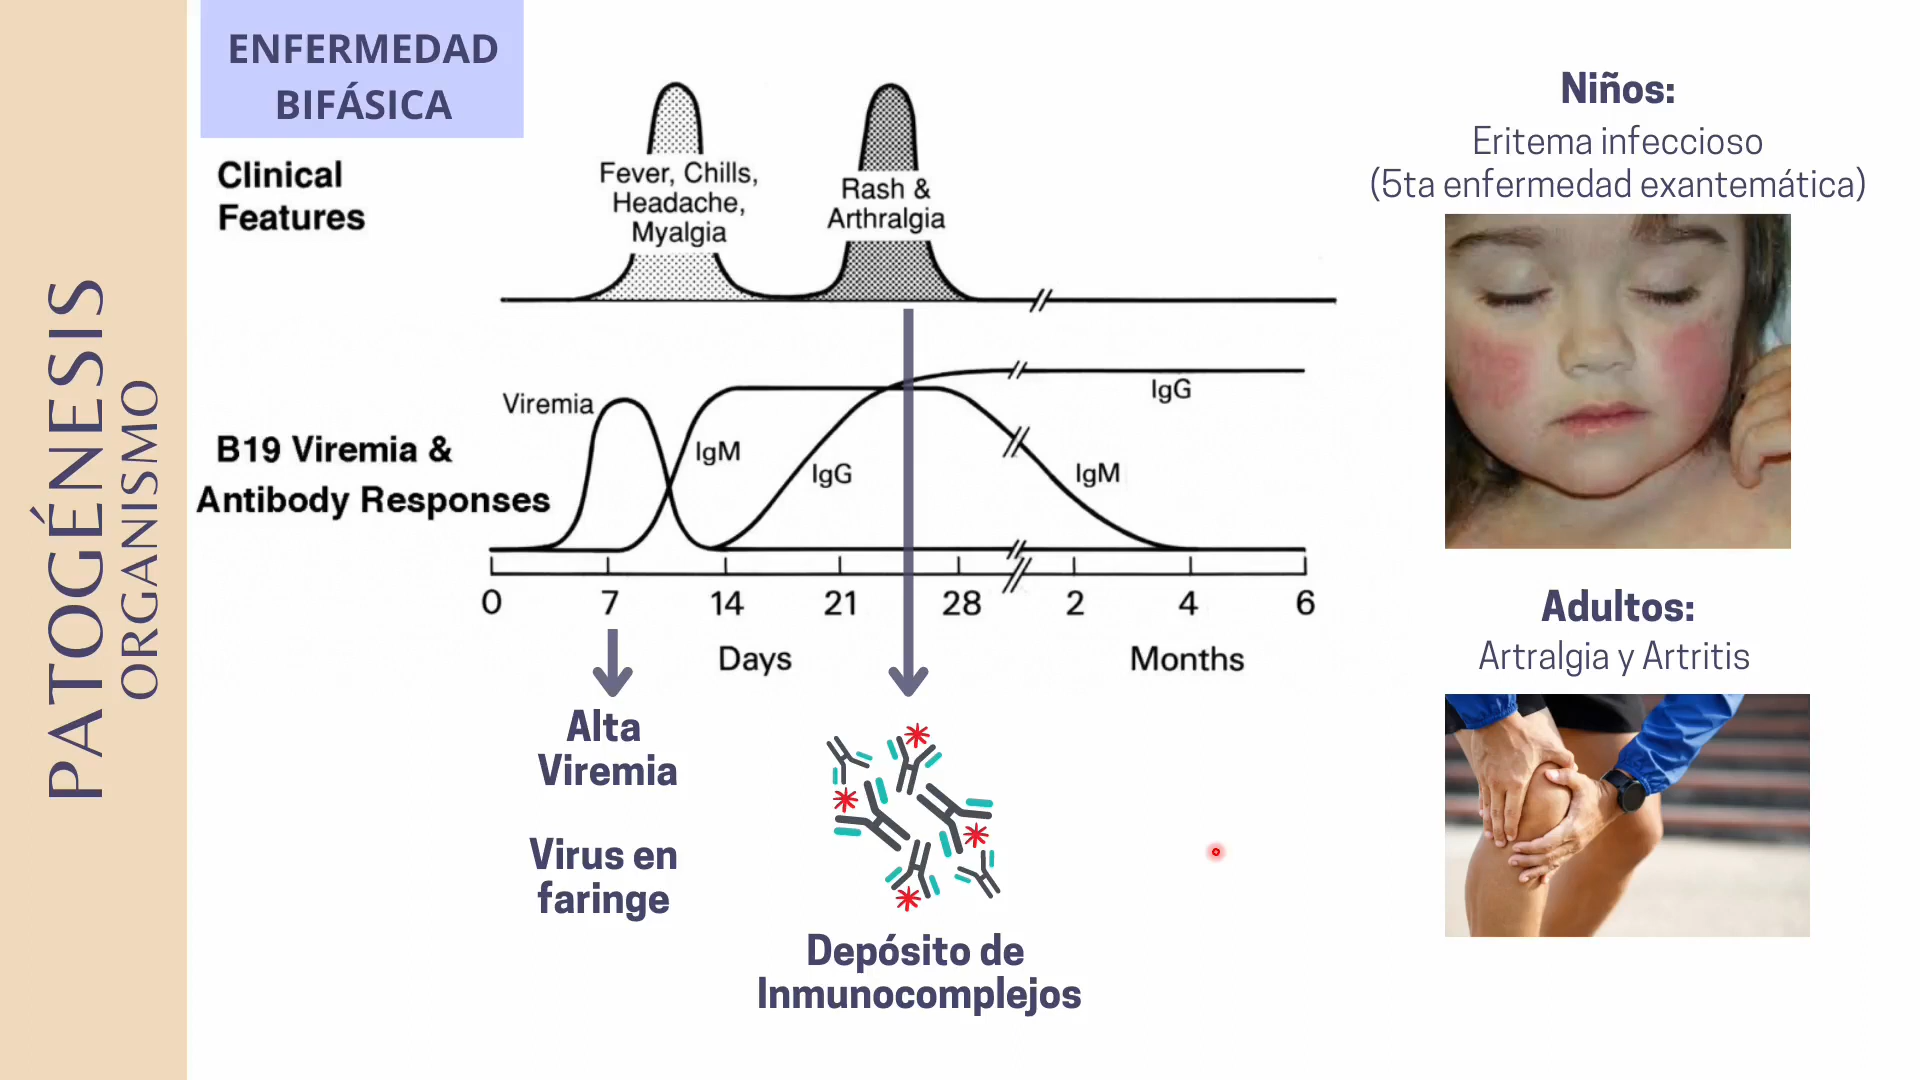 PATOGÉNESIS
ORGANISMO
ENFERMEDAD
BIFÁSICA
Clinical
Features
Fever, Chills,
Headache,
Myalgia
Rash &
Arthralgia
B19 Viremia &
Antibody Responses
Viremia
IgM
IgG
IgG
IgM
0 7 14 21 28 2 4 6
Days Months
Alta
Viremia
Virus en
faringe
Depósito de
Inmunocomplejos
Niños:
Eritema infeccioso
(5ta enfermedad exantemática)
Adultos:
Artralgia y Artritis